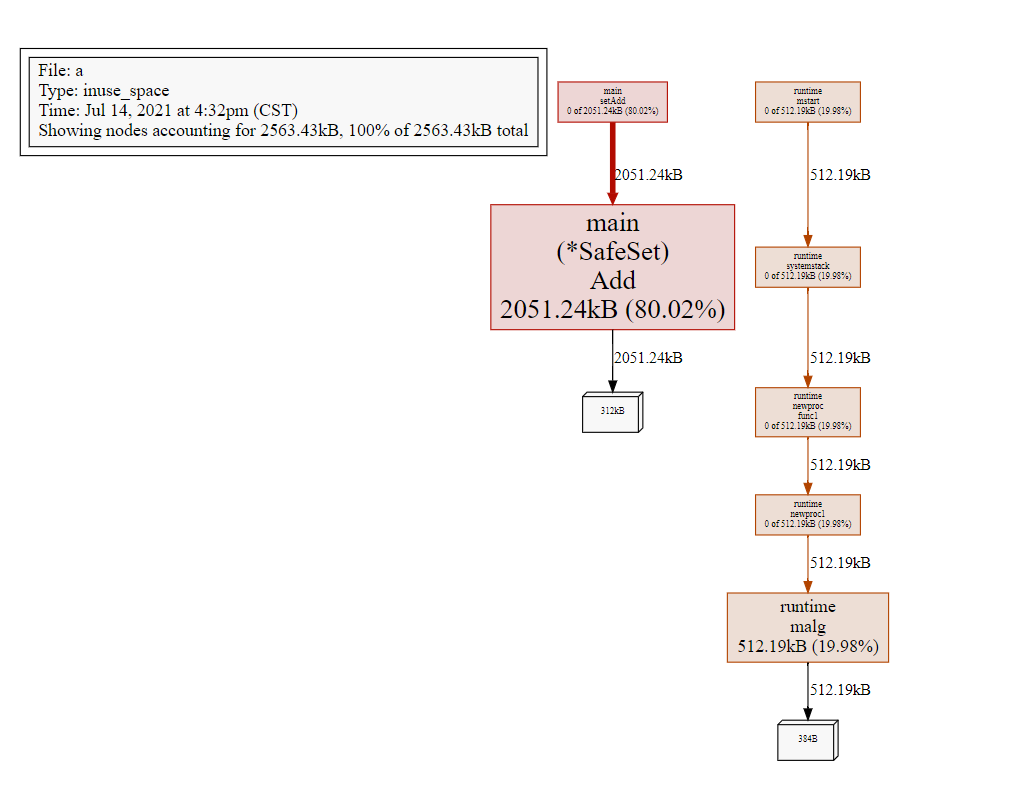 File: a
Type: inuse_space
Time: Jul 14, 2021 at 4:32pm (CST)
Showing nodes accounting for 2563.43kB, 100% of 2563.43kB total
main
setAdd
0 of 2051.24kB (80.02%)
2051.24kB
main
(*SafeSet)
Add
2051.24kB (80.02%)
2051.24kB
312kB
runtime
mstart
0 of 512.19kB (19.98%)
512.19kB
runtime
systemstack
0 of 512.19kB (19.98%)
512.19kB
runtime
newproc
func1
0 of 512.19kB (19.98%)
512.19kB
runtime
newproc1
0 of 512.19kB (19.98%)
512.19kB
runtime
malg
512.19kB (19.98%)
512.19kB
384B